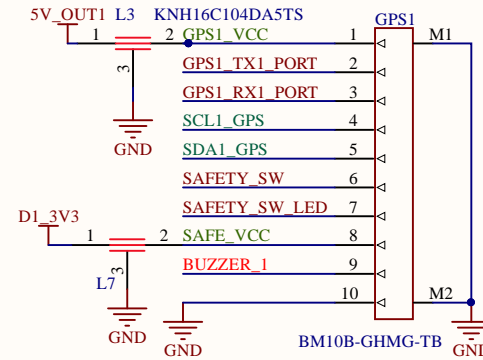 5V_OUT1 L3 KNH16C104DA5TS GPS1
1 2 GPS1_VCC 1 M1
GPS1_TX1_PORT 2
3 GPS1_RX1_PORT 3
SCL1_GPS 4
GND
SDA1_GPS 5
SAFETY_SW 6
D1_3V3 SAFETY_SW_LED 7
1 2 SAFE_VCC 8
3 BUZZER_1 9
L7
10 M2
GND GND BM10B-GHMG-TB GND